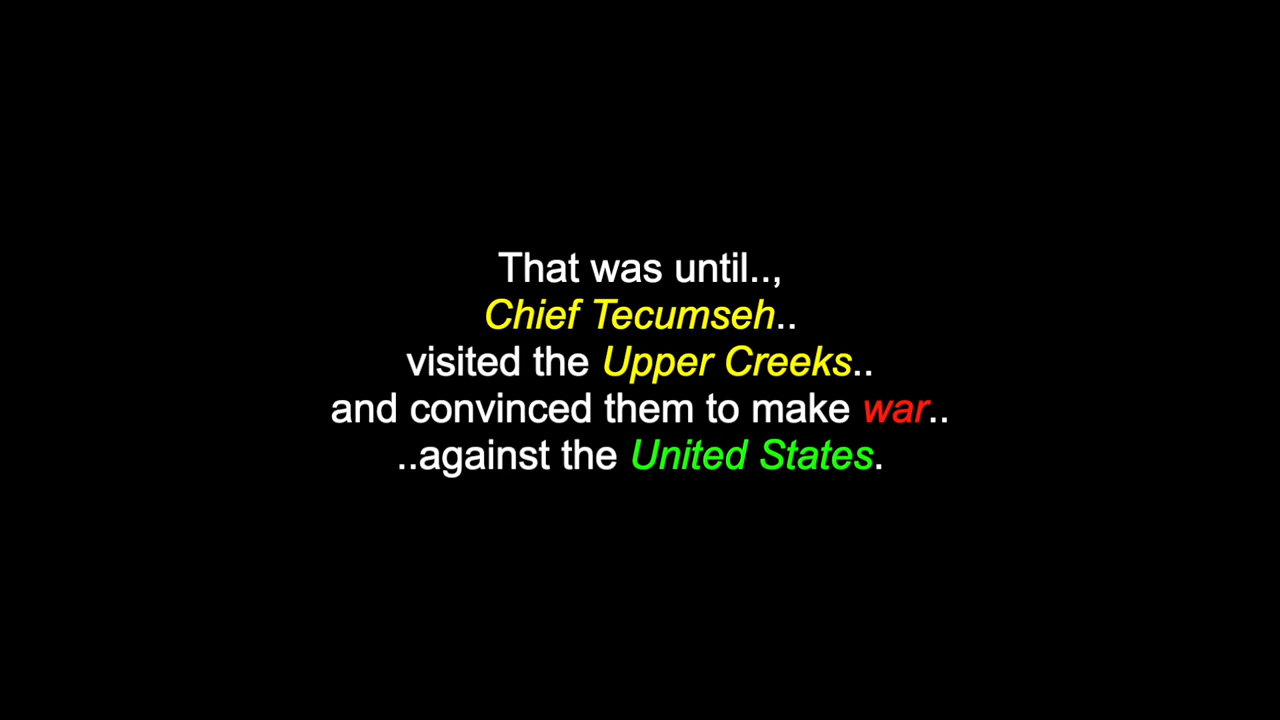 That was until..,
Chief Tecumseh..
visited the Upper Creeks..
and convinced them to make war..
..against the United States.